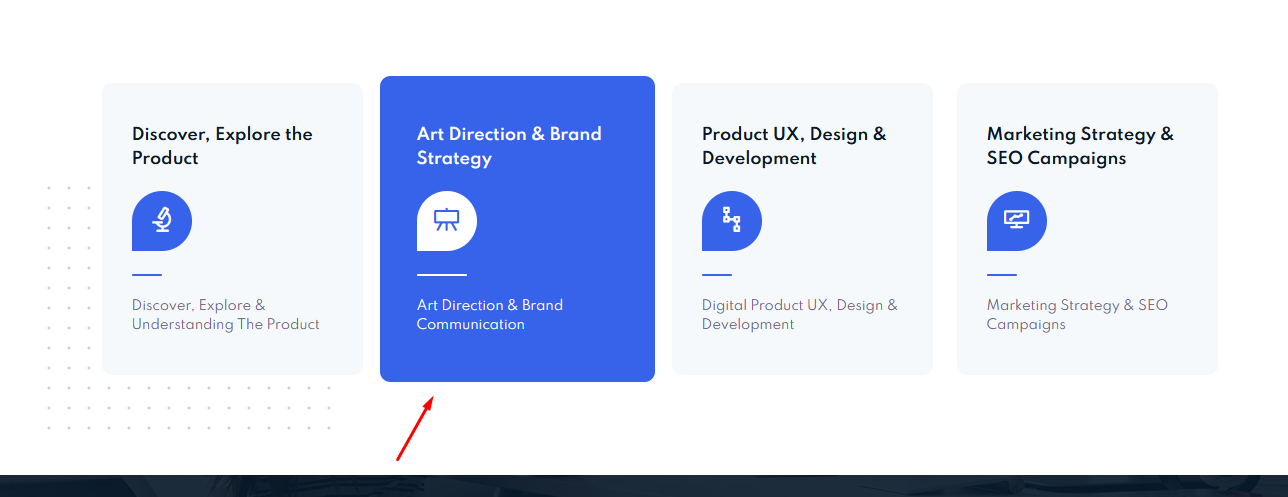 Discover, Explore the
Product
Discover, Explore &
Understanding The Product
Art Direction & Brand
Strategy
Art Direction & Brand
Communication
Product UX, Design &
Development
Digital Product UX, Design &
Development
Marketing Strategy &
SEO Campaigns
Marketing Strategy & SEO
Campaigns